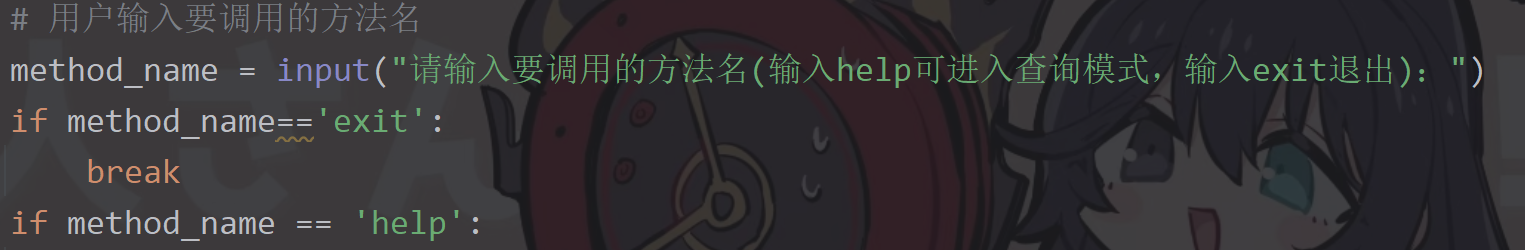 # 用户输入要调用的方法名
method_name = input("请输入要调用的方法名(输入help可进入查询模式，输入exit退出)：")
if method_name=='exit':
    break
if method_name == 'help':